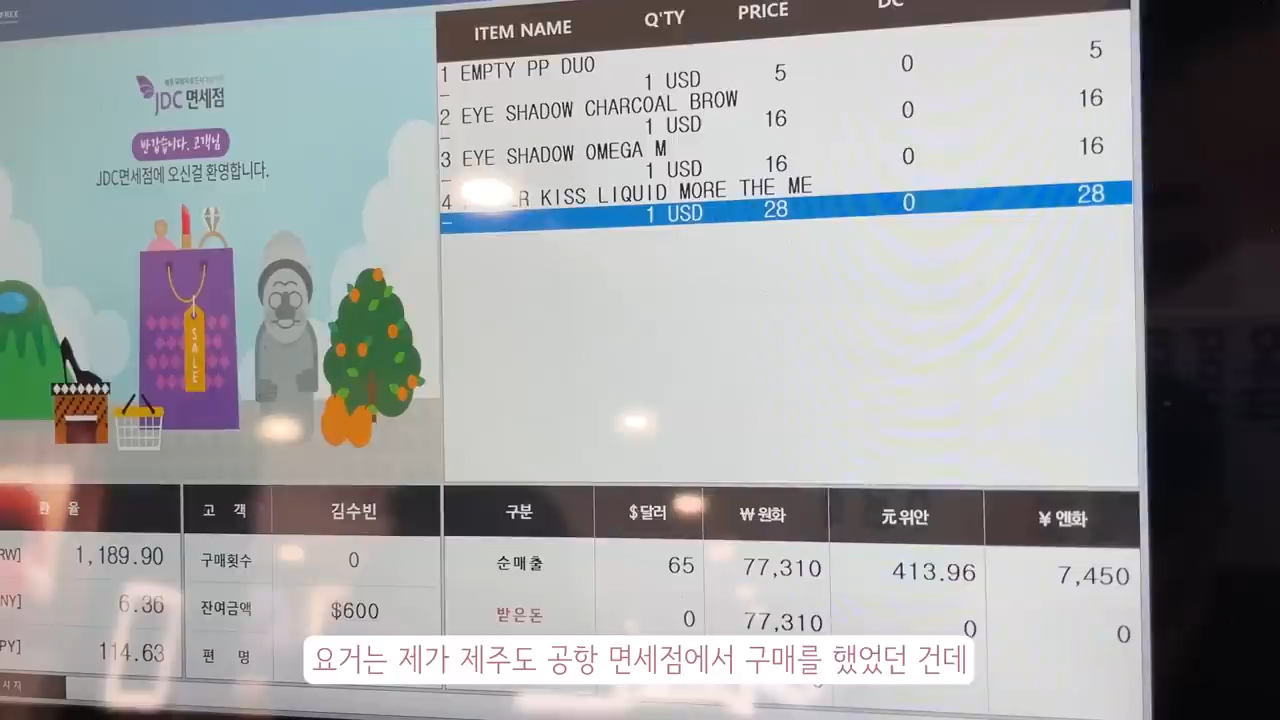 FREE
JDC 면세점
반갑습니다. 고객님
JDC면세점에 오신걸 환영합니다.
SALE
ITEM NAME Q'TY PRICE DC
1 EMPTY PP DUO
1 USD 5 0 5
2 EYE SHADOW CHARCOAL BROW
1 USD 16 0 16
3 EYE SHADOW OMEGA M
1 USD 16 0 16
4 KISS LIQUID MORE THE ME
1 USD 28 0 28
환 율 고 객 김수빈
1,189.90 구매횟수 0
6.36 잔여금액 $600
114.63 편 명
구분 $달러 ₩원화 元위안 ¥엔화
순매출 65 77,310 413.96 7,450
받은돈 0 77,310 0 0
요거는 제가 제주도 공항 면세점에서 구매를 했었던 건데